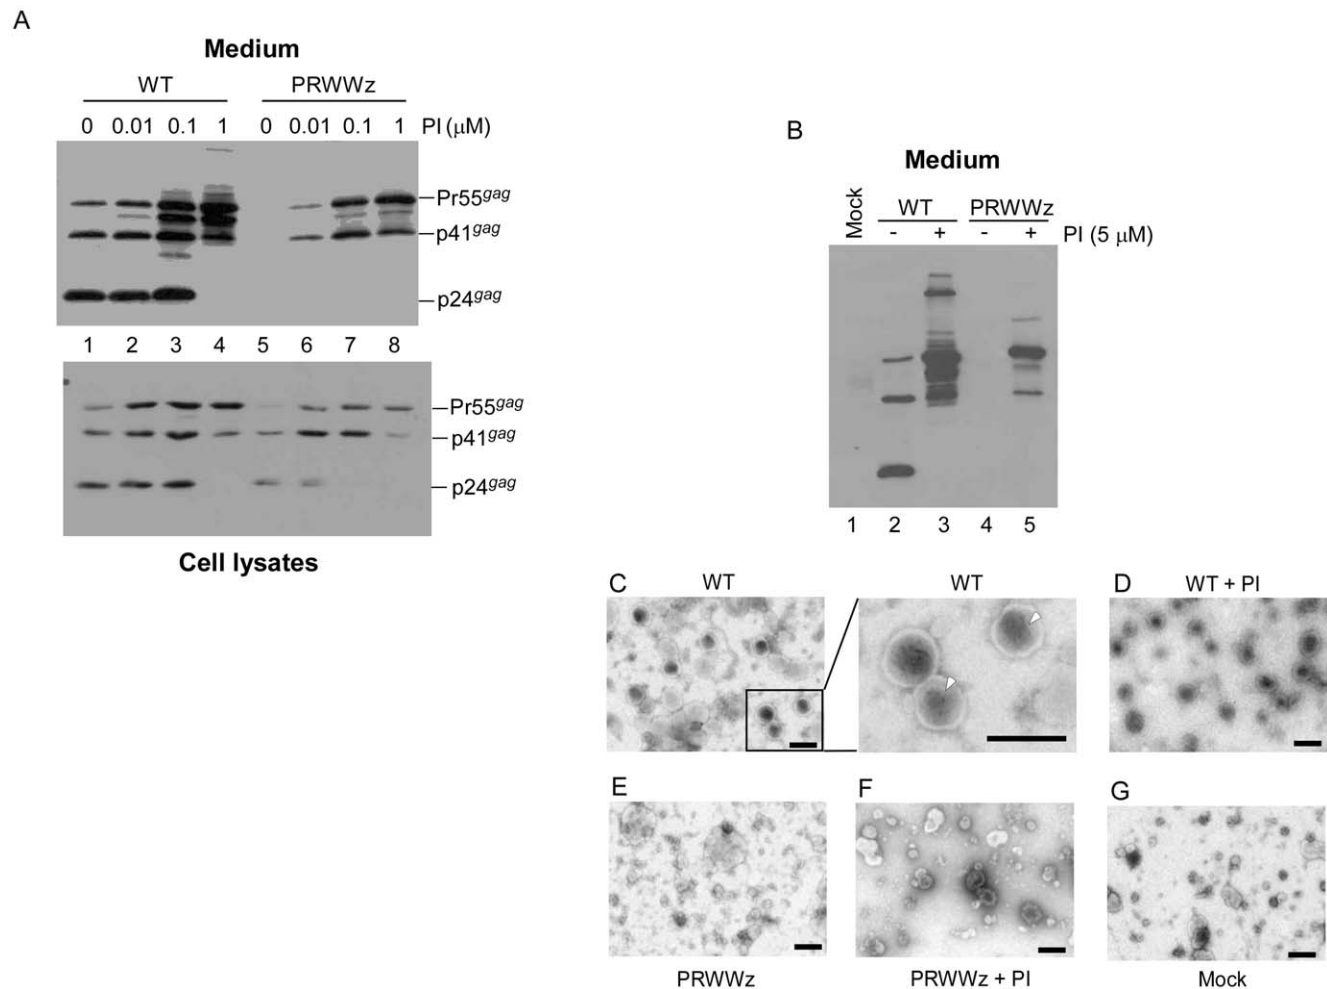 A
Medium
WT PRWWz
0 0.01 0.1 1 0 0.01 0.1 1 PI (μM)
Pr55gag
p41gag
p24gag
1 2 3 4 5 6 7 8
Pr55gag
p41gag
p24gag
Cell lysates
B
Medium
Mock WT PRWWz
- + - + PI (5 μM)
1 2 3 4 5
C WT WT D WT + PI
E F G
PRWWz PRWWz + PI Mock